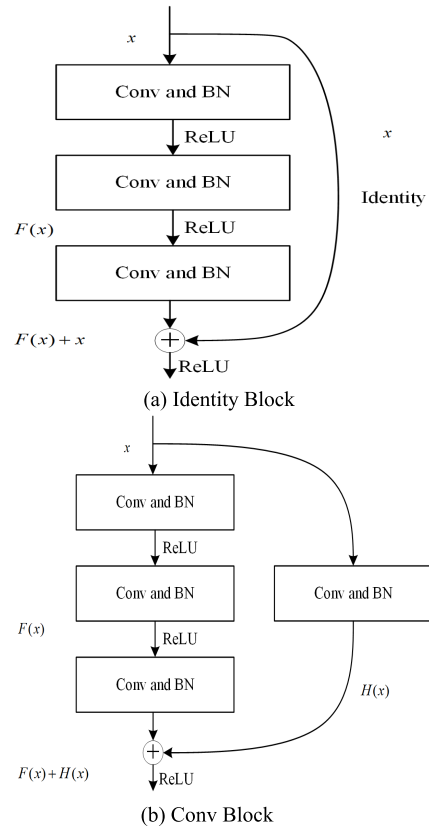 x
Conv and BN
ReLU
x
Conv and BN
Identity
F(x)
ReLU
Conv and BN
F(x) + x
+
ReLU
(a) Identity Block
x
Conv and BN
ReLU
Conv and BN
Conv and BN
F(x)
ReLU
Conv and BN
H(x)
+
F(x)+H(x)
ReLU
(b) Conv Block